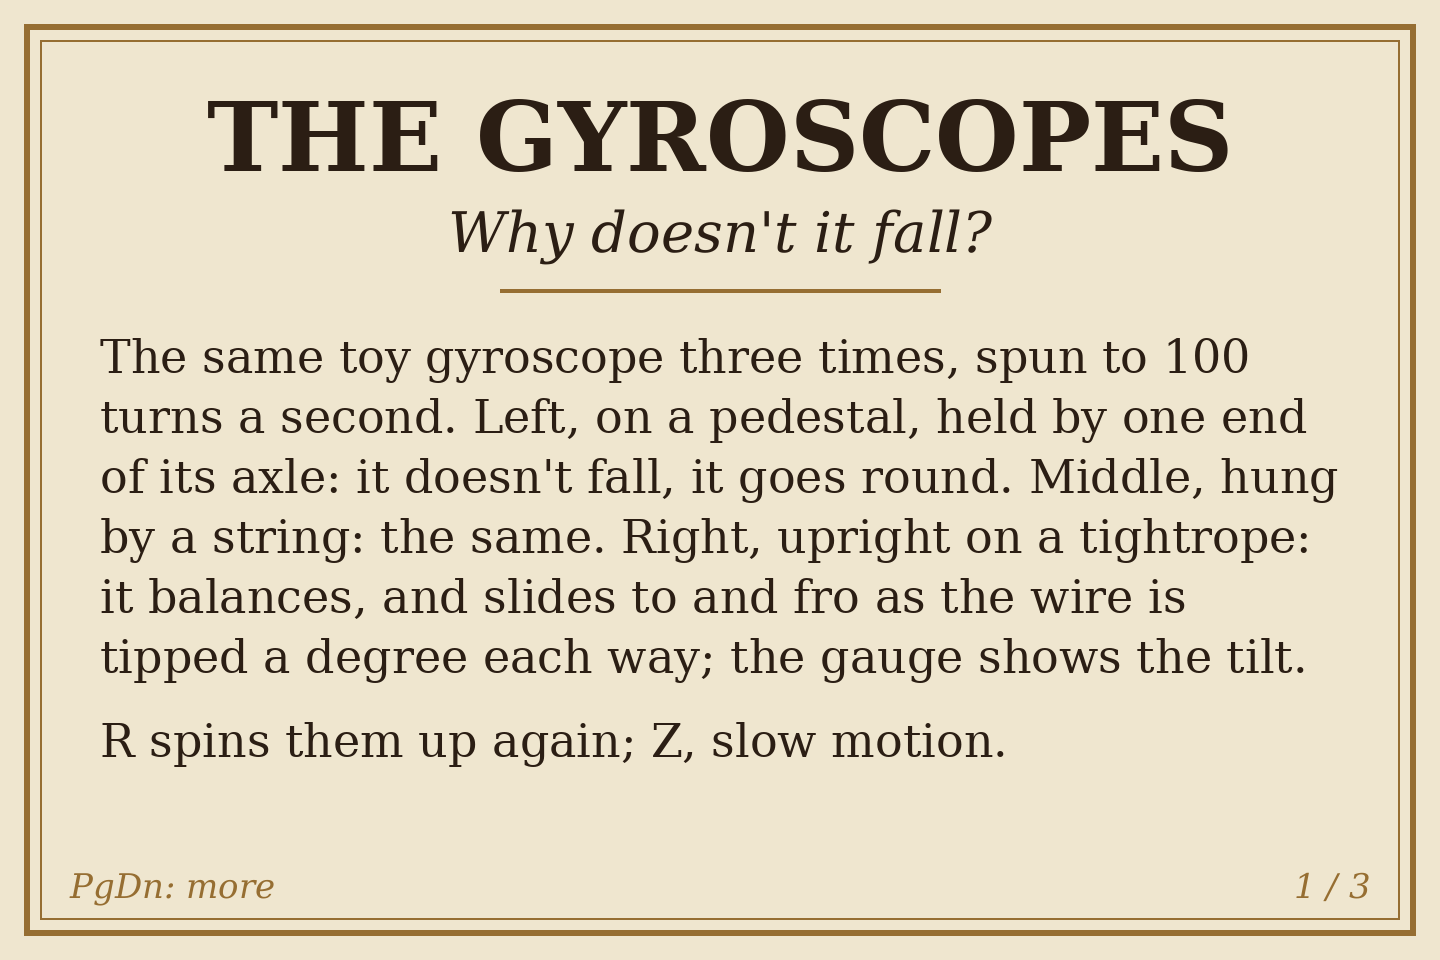 THE GYROSCOPES
Why doesn't it fall?
The same toy gyroscope three times, spun to 100
turns a second. Left, on a pedestal, held by one end
of its axle: it doesn't fall, it goes round. Middle, hung
by a string: the same. Right, upright on a tightrope:
it balances, and slides to and fro as the wire is
tipped a degree each way; the gauge shows the tilt.
R spins them up again; Z, slow motion.
PgDn: more
1 / 3